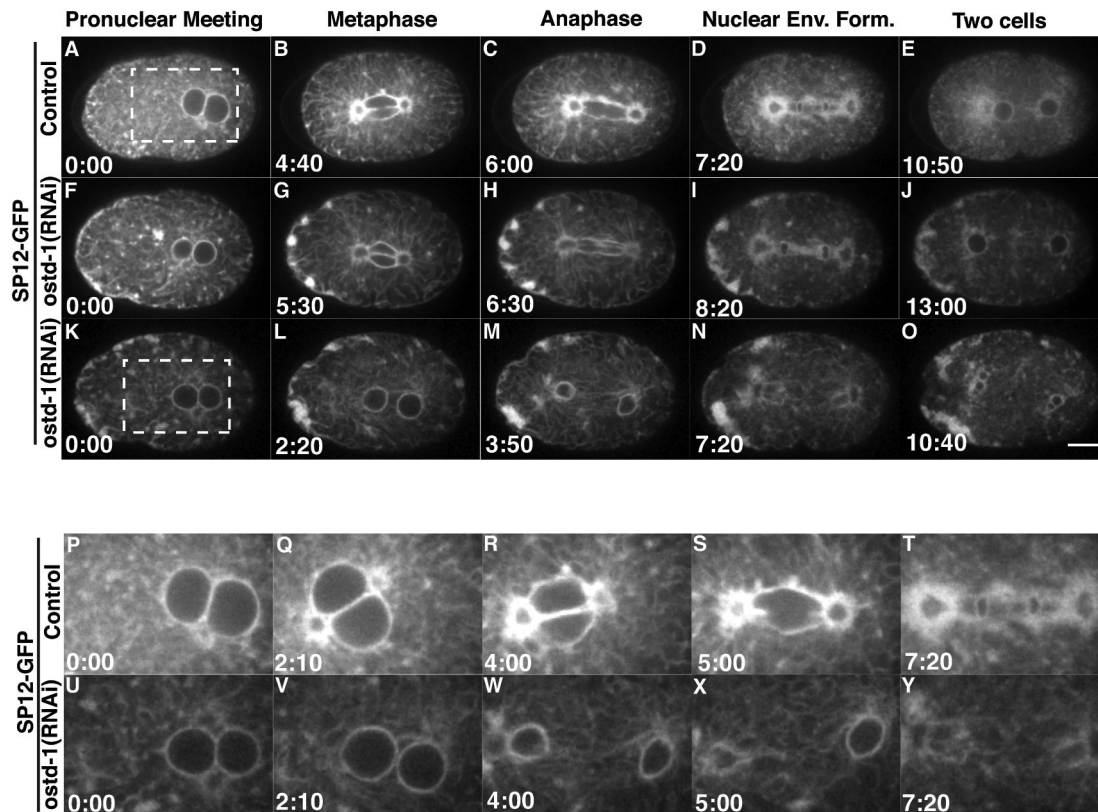 Pronuclear Meeting Metaphase Anaphase Nuclear Env. Form. Two cells
SP12-GFP
Control
A B C D E
0:00 4:40 6:00 7:20 10:50
ostd-1(RNAi)
F G H I J
0:00 5:30 6:30 8:20 13:00
ostd-1(RNAi)
K L M N O
0:00 2:20 3:50 7:20 10:40
SP12-GFP
Control
P Q R S T
0:00 2:10 4:00 5:00 7:20
ostd-1(RNAi)
U V W X Y
0:00 2:10 4:00 5:00 7:20